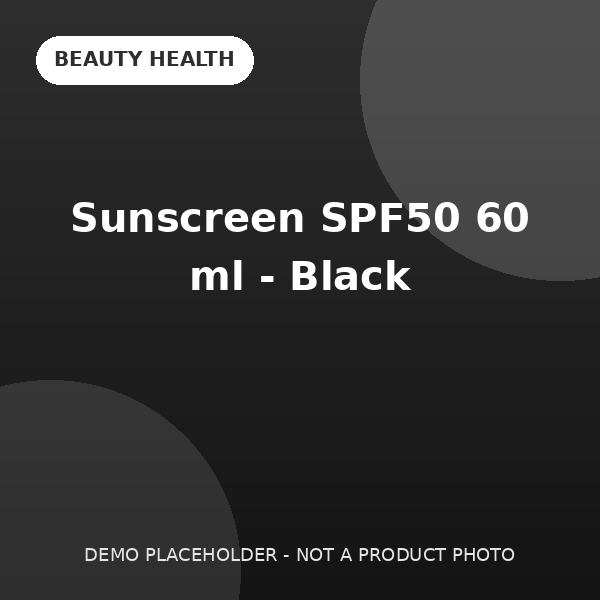 BEAUTY HEALTH
Sunscreen SPF50 60
ml - Black
DEMO PLACEHOLDER - NOT A PRODUCT PHOTO